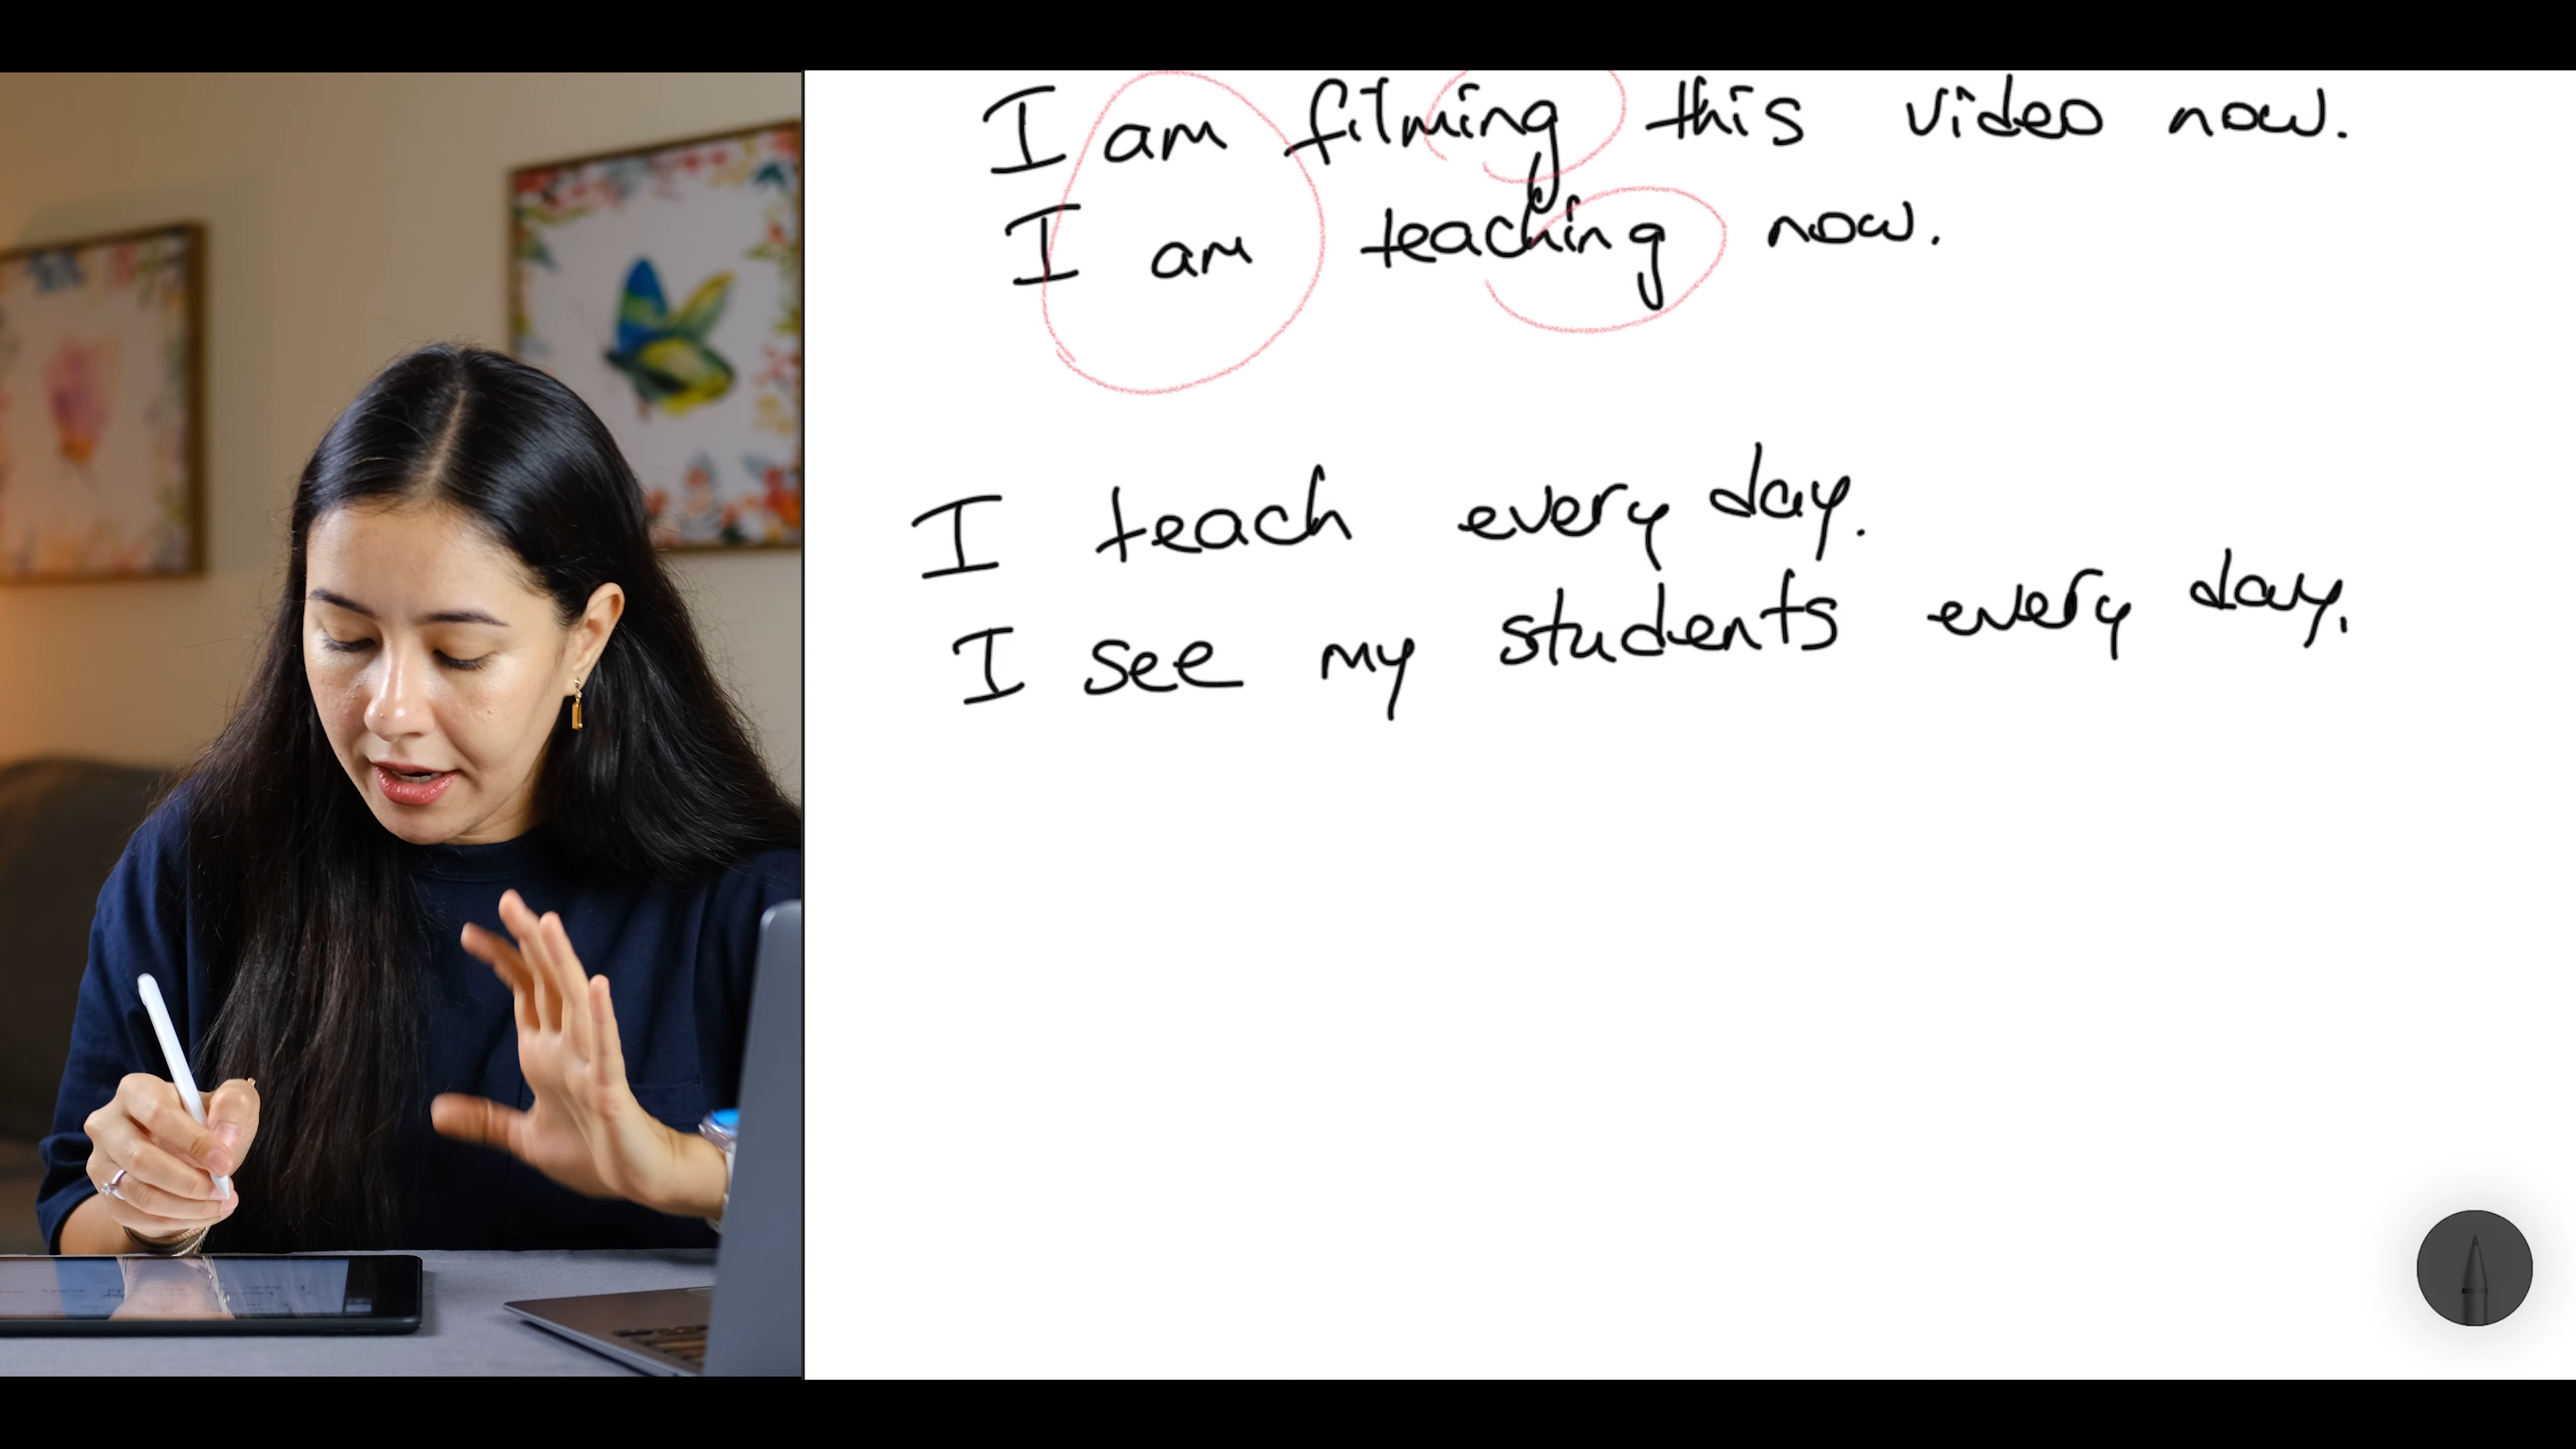 I am filming this video now.
I am teaching now.
I teach every day.
I see my students every day.